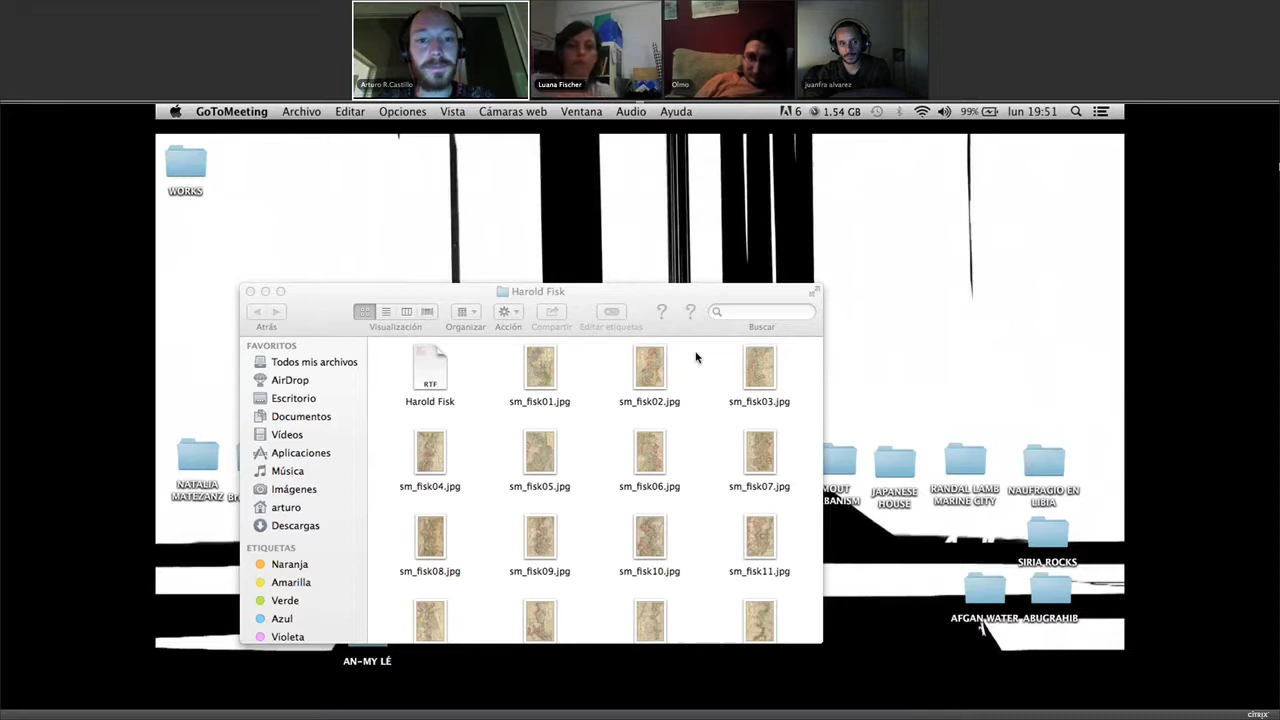 Arturo R.Castillo
Luana Fischer
Olmo
juanfra alvarez
GoToMeeting Archivo Editar Opciones Vista Cámaras web Ventana Audio Ayuda 6 1.54 GB 99% lun 19:51
WORKS
Harold Fisk
Atrás Visualización Organizar Acción Compartir Editar etiquetas Buscar
FAVORITOS
Todos mis archivos
AirDrop
Escritorio
Documentos
Vídeos
Aplicaciones
Música
Imágenes
arturo
Descargas
ETIQUETAS
Naranja
Amarilla
Verde
Azul
Violeta
RTF
Harold Fisk sm_fisk01.jpg sm_fisk02.jpg sm_fisk03.jpg
sm_fisk04.jpg sm_fisk05.jpg sm_fisk06.jpg sm_fisk07.jpg
sm_fisk08.jpg sm_fisk09.jpg sm_fisk10.jpg sm_fisk11.jpg
NATALIA
MATEZANZ
JAPANESE
HOUSE
RANDAL LAMB
MARINE CITY
NAUFRAGIO EN
LIBIA
SIRIA_ROCKS
AFGAN WATER
ABUGRAHIB
AN-MY LÉ
CITRIX